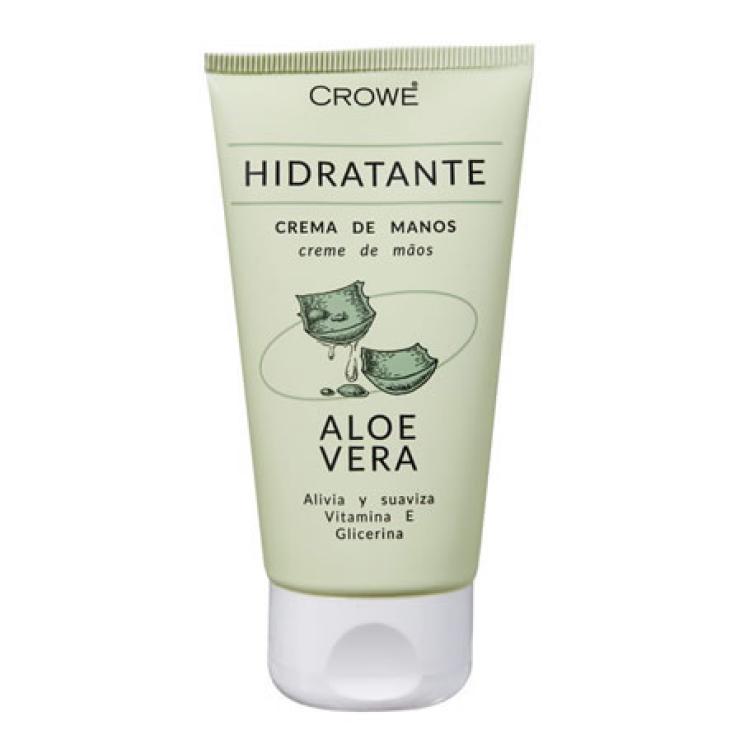 CROWE®
HIDRATANTE
CREMA DE MANOS
creme de mãos
ALOE
VERA
Alivia y suaviza
Vitamina E
Glicerina